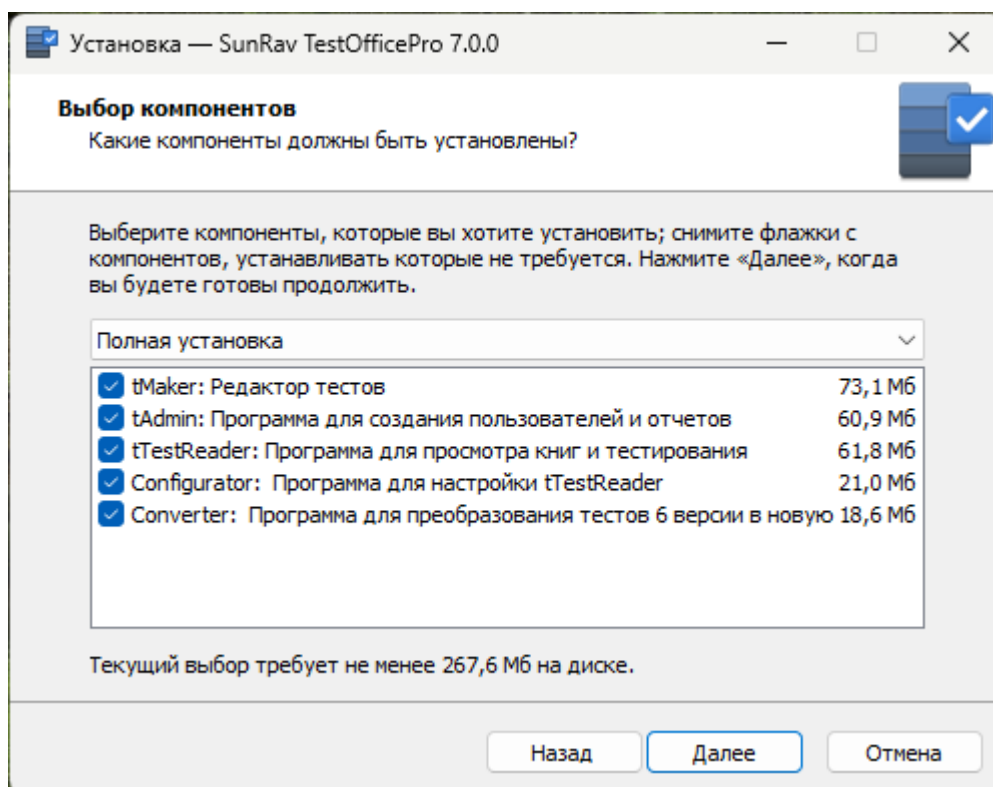 Установка — SunRav TestOfficePro 7.0.0
Выбор компонентов
Какие компоненты должны быть установлены?
Выберите компоненты, которые вы хотите установить; снимите флажки с
компонентов, устанавливать которые не требуется. Нажмите «Далее», когда
вы будете готовы продолжить.
Полная установка
tMaker: Редактор тестов 73,1 Мб
tAdmin: Программа для создания пользователей и отчетов 60,9 Мб
tTestReader: Программа для просмотра книг и тестирования 61,8 Мб
Configurator: Программа для настройки tTestReader 21,0 Мб
Converter: Программа для преобразования тестов 6 версии в новую 18,6 Мб
Текущий выбор требует не менее 267,6 Мб на диске.
Назад Далее Отмена